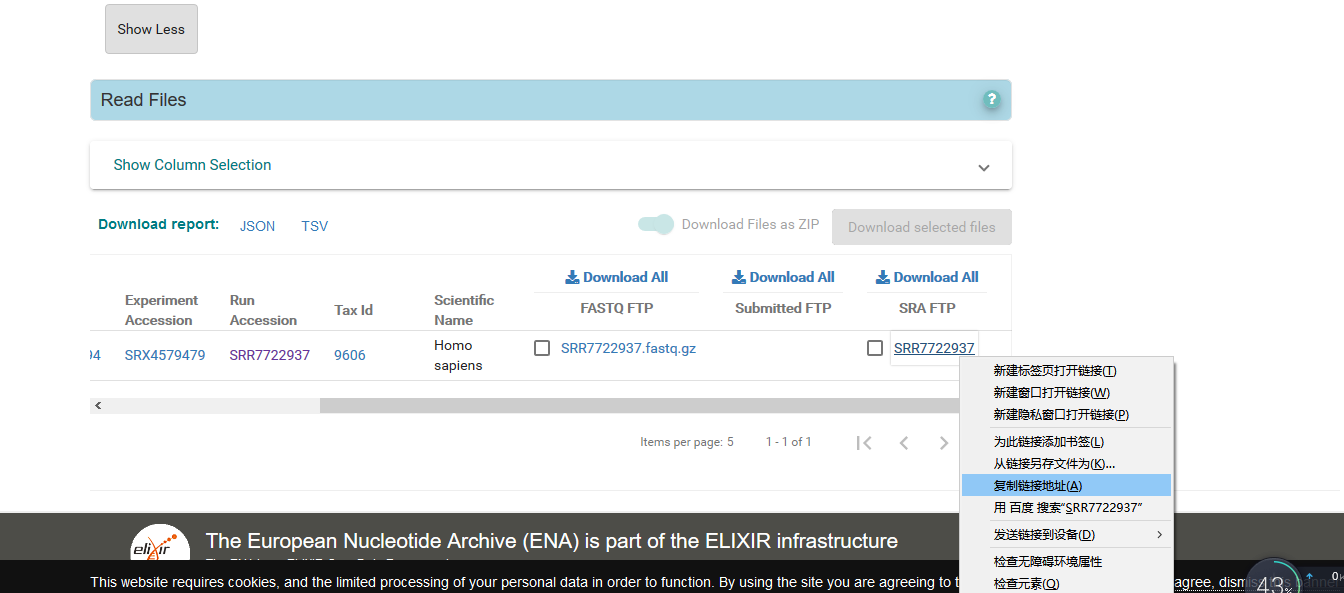 Show Less
Read Files
?
Show Column Selection
Download report: JSON TSV
Download Files as ZIP
Download selected files
Download All Download All Download All
Experiment Accession
Run Accession
Tax Id
Scientific Name
FASTQ FTP Submitted FTP SRA FTP
94 SRX4579479 SRR7722937 9606 Homo sapiens SRR7722937.fastq.gz SRR7722937
新建标签页打开链接(T)
新建窗口打开链接(W)
新建隐私窗口打开链接(P)
为此链接添加书签(L)
从链接另存文件为(K)...
复制链接地址(A)
用 百度 搜索“SRR7722937”
发送链接到设备(D)
检查无障碍环境属性
检查元素(Q)
Items per page: 5 1 - 1 of 1
elixir
The European Nucleotide Archive (ENA) is part of the ELIXIR infrastructure
This website requires cookies, and the limited processing of your personal data in order to function. By using the site you are agreeing to
agree, dismiss this banner
43%